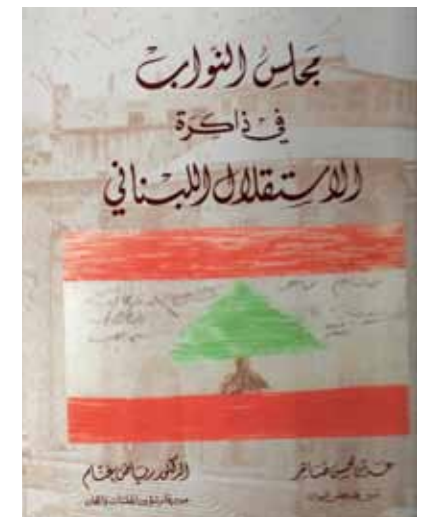 مجلس النواب
في ذاكرة
الاستقلال اللبناني
عدنان محسن ضاهر
الدكتور رياض غنام